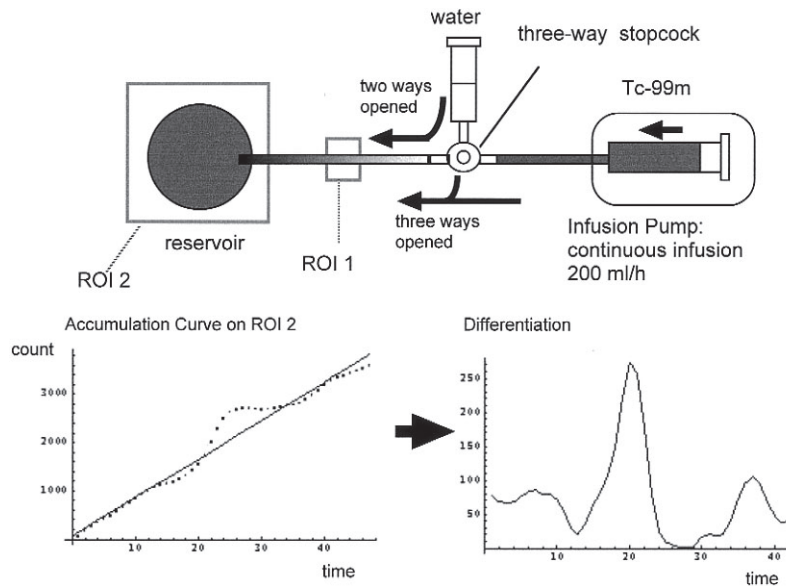 water
three-way stopcock
two ways
opened
Tc-99m
three ways
opened
reservoir
ROI 1
ROI 2
Infusion Pump:
continuous infusion
200 ml/h
Accumulation Curve on ROI 2
count
3000
2000
1000
10
20
30
40
time
Differentiation
250
200
150
100
50
10
20
30
40
time